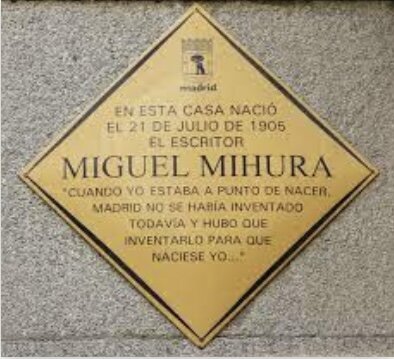 madrid
EN ESTA CASA NACIÓ
EL 21 DE JULIO DE 1905
EL ESCRITOR
MIGUEL MIHURA
"CUANDO YO ESTABA A PUNTO DE NACER,
MADRID NO SE HABÍA INVENTADO
TODAVÍA Y HUBO QUE
INVENTARLO PARA QUE
NACIESE YO..."